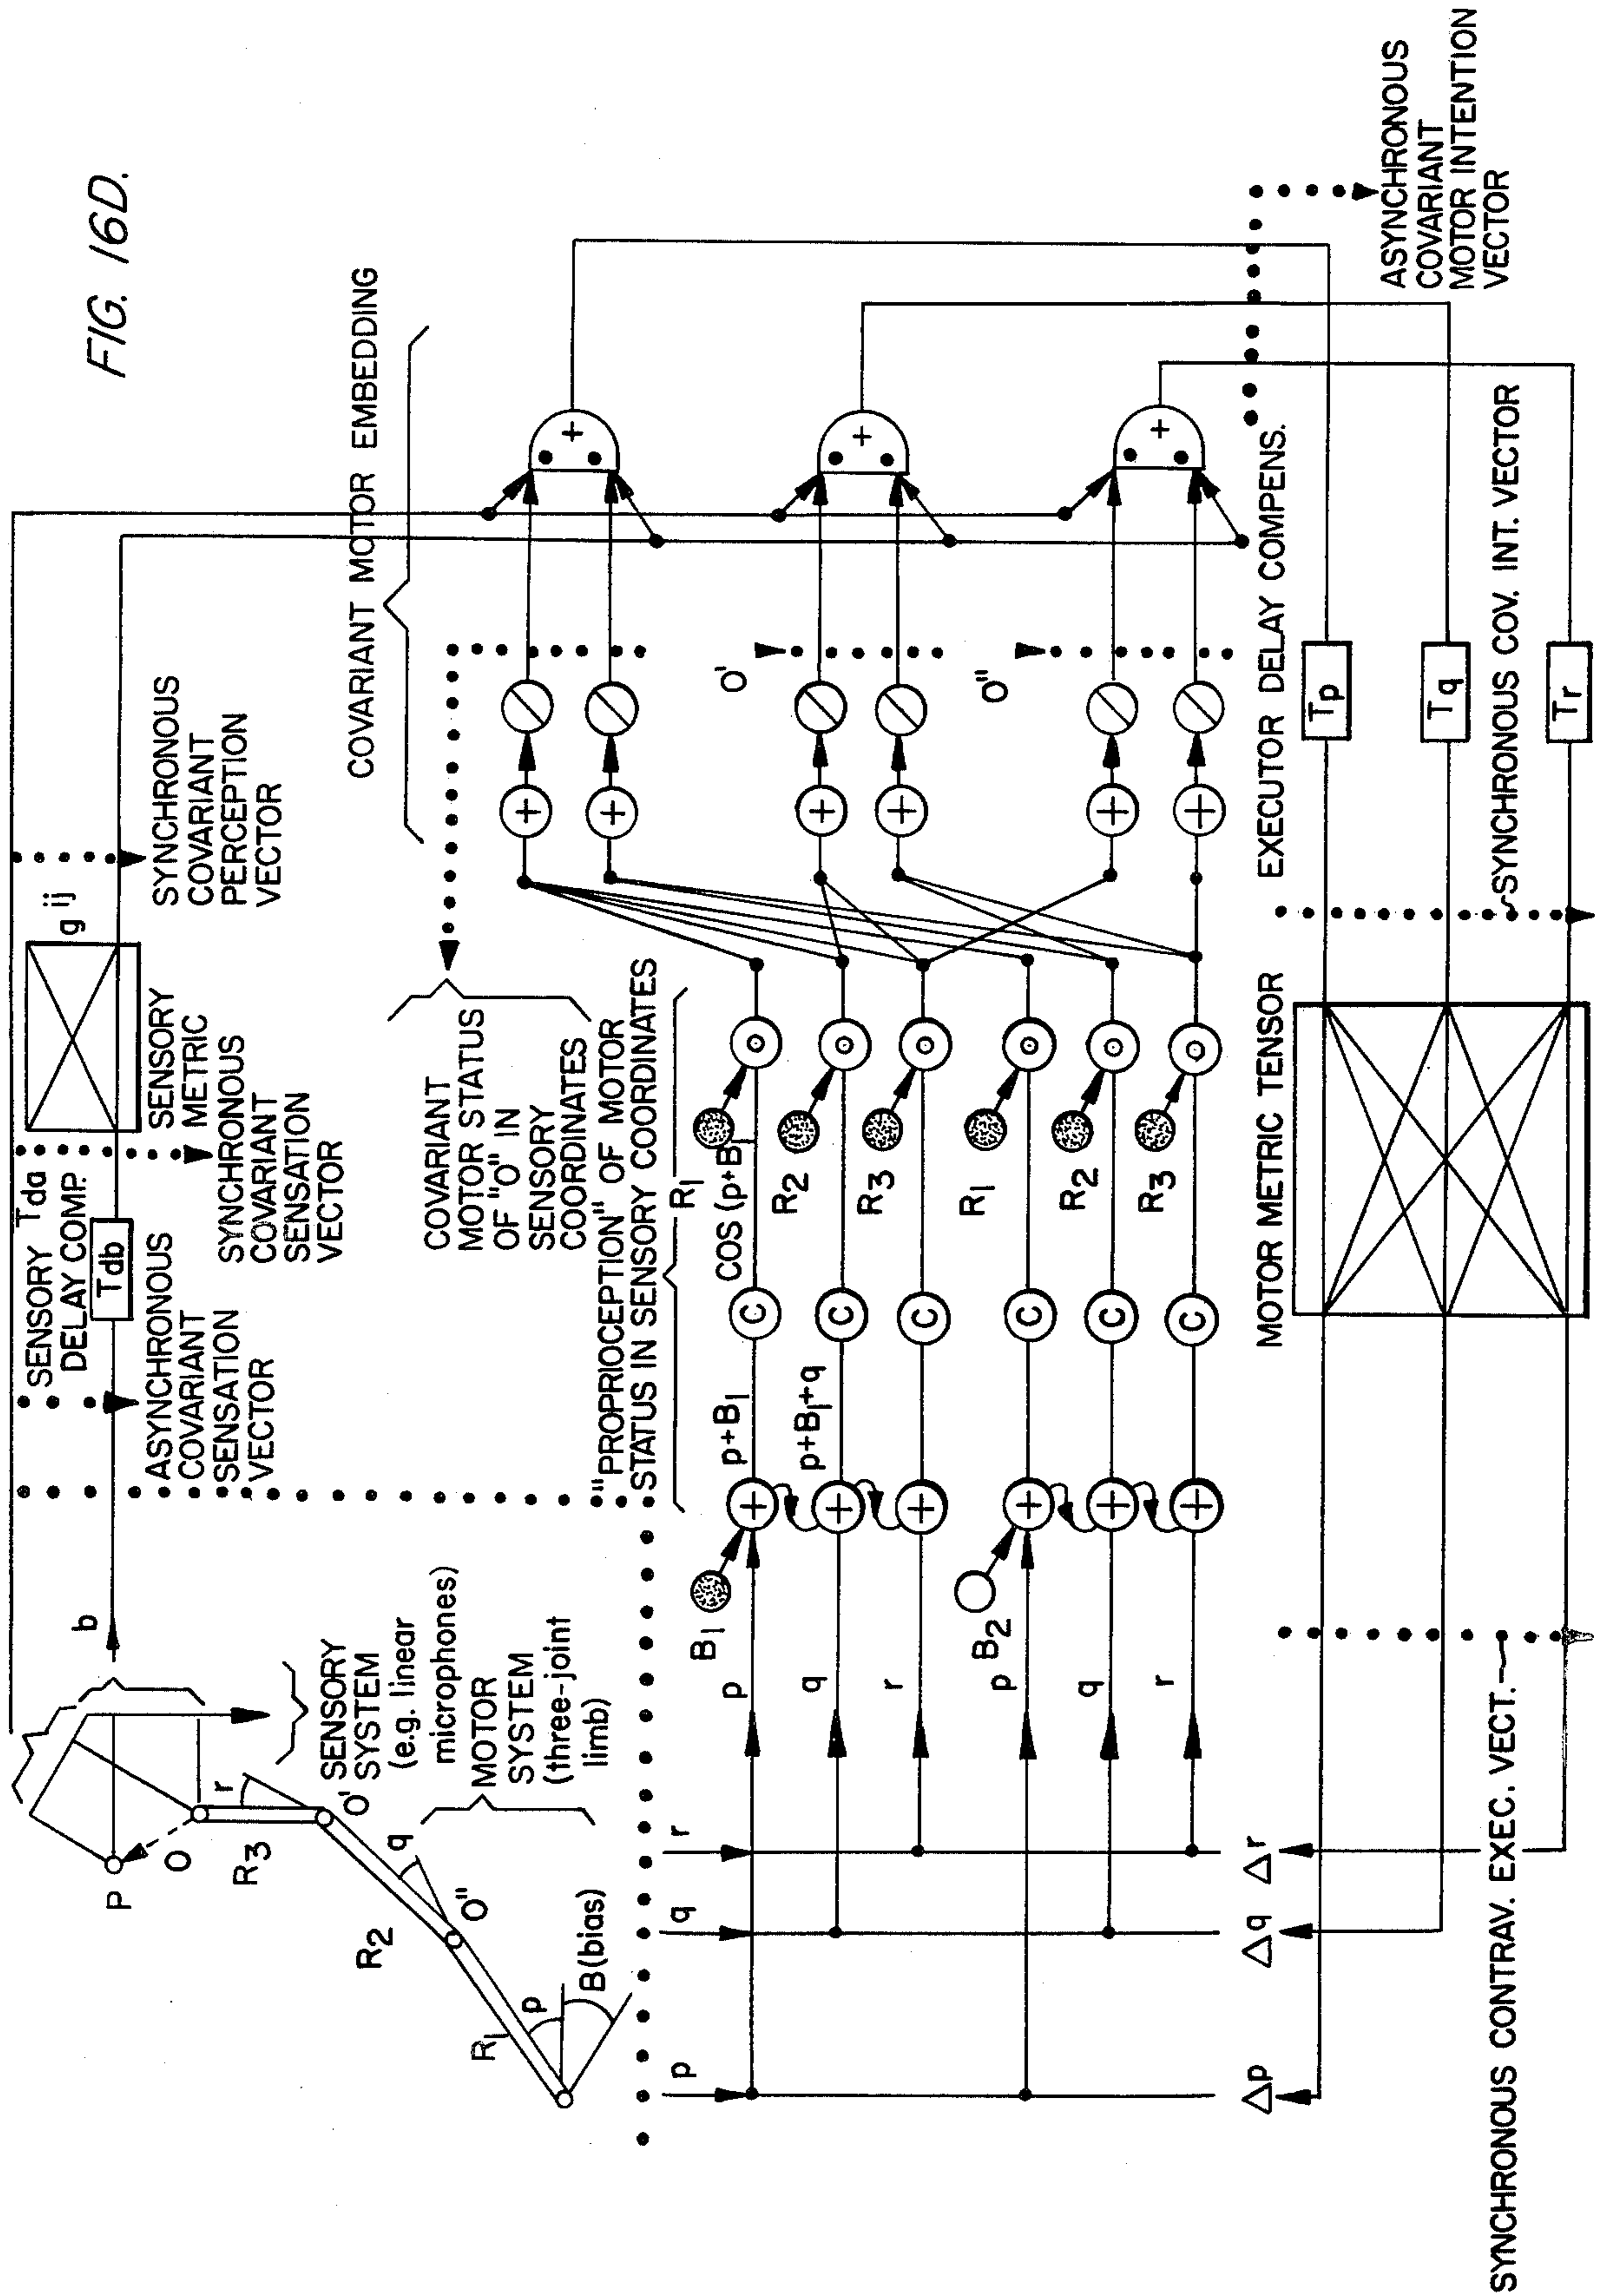 FIG. 16D.
P
O
R3
r
O'
R2
q
O"
R1
p
B(bias)
b
SENSORY
SYSTEM
(e.g. linear
microphones)
MOTOR
SYSTEM
(three-joint
limb)
SENSORY Tda
DELAY COMP.
Tdb
ASYNCHRONOUS
COVARIANT
SENSATION
VECTOR
SENSORY
METRIC
g ij
SYNCHRONOUS
COVARIANT
SENSATION
VECTOR
SYNCHRONOUS
COVARIANT
PERCEPTION
VECTOR
COVARIANT MOTOR EMBEDDING
COVARIANT
MOTOR STATUS
OF "O" IN
SENSORY
COORDINATES
"PROPRIOCEPTION" OF MOTOR
STATUS IN SENSORY COORDINATES
p
q
r
B1
p
+
p+B1
C
COS (p+B1
R1
+
+
q
+
p+B1+q
C
R2
+
r
+
C
R3
O'
+
+
B2
p
+
C
R1
+
+
q
+
C
R2
O"
+
r
+
C
R3
+
+
Δp
Δq
Δr
MOTOR METRIC TENSOR
EXECUTOR DELAY COMPENS.
Tp
Tq
Tr
ASYNCHRONOUS
COVARIANT
MOTOR INTENTION
VECTOR
SYNCHRONOUS COV. INT. VECTOR
SYNCHRONOUS CONTRAV. EXEC. VECT.